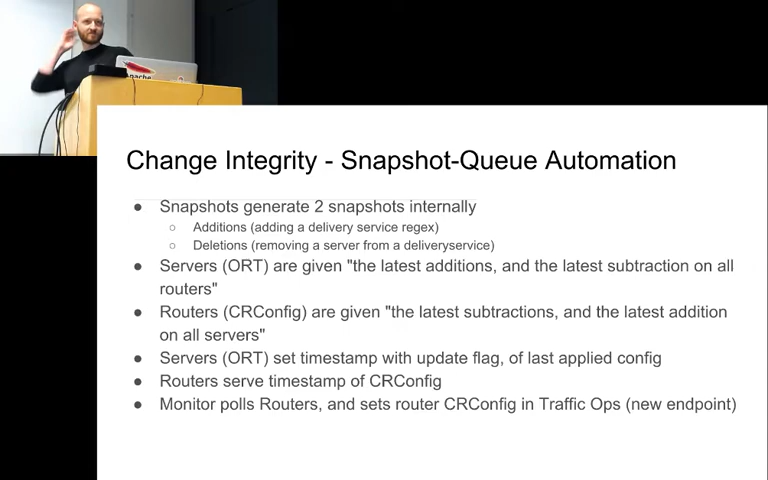 Apache
Change Integrity - Snapshot-Queue Automation
● Snapshots generate 2 snapshots internally
○ Additions (adding a delivery service regex)
○ Deletions (removing a server from a deliveryservice)
● Servers (ORT) are given "the latest additions, and the latest subtraction on all
routers"
● Routers (CRConfig) are given "the latest subtractions, and the latest addition
on all servers"
● Servers (ORT) set timestamp with update flag, of last applied config
● Routers serve timestamp of CRConfig
● Monitor polls Routers, and sets router CRConfig in Traffic Ops (new endpoint)